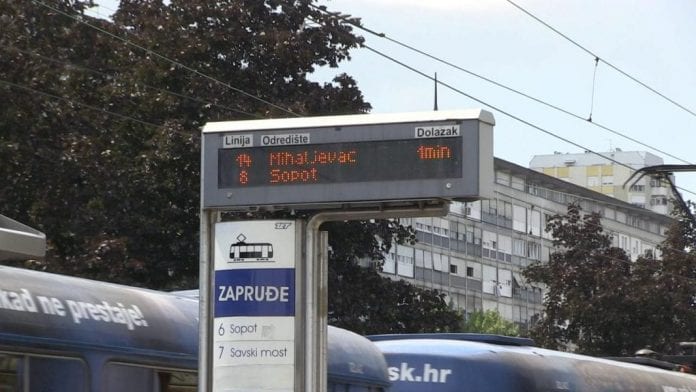 Linija Odredište Dolazak
14 Mihaljevac 1min
8 Sopot
ZET
ZAPRUĐE
6 Sopot
7 Savski most
kad ne prestaje!
sk.hr